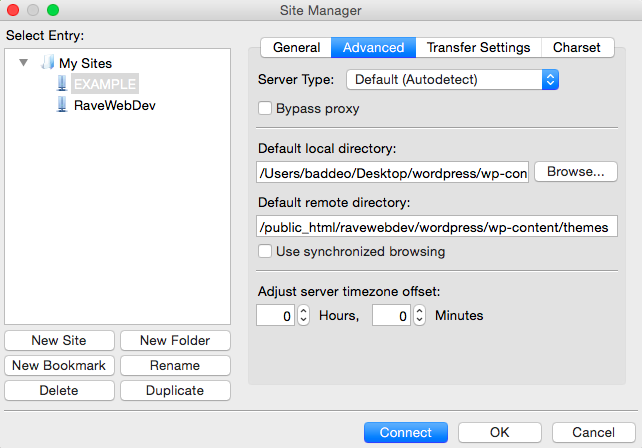 Site Manager
Select Entry:
My Sites
EXAMPLE
RaveWebDev
New Site
New Folder
New Bookmark
Rename
Delete
Duplicate
General
Advanced
Transfer Settings
Charset
Server Type:
Default (Autodetect)
Bypass proxy
Default local directory:
/Users/baddeo/Desktop/wordpress/wp-con
Browse...
Default remote directory:
/public_html/ravewebdev/wordpress/wp-content/themes
Use synchronized browsing
Adjust server timezone offset:
0 Hours, 0 Minutes
Connect
OK
Cancel